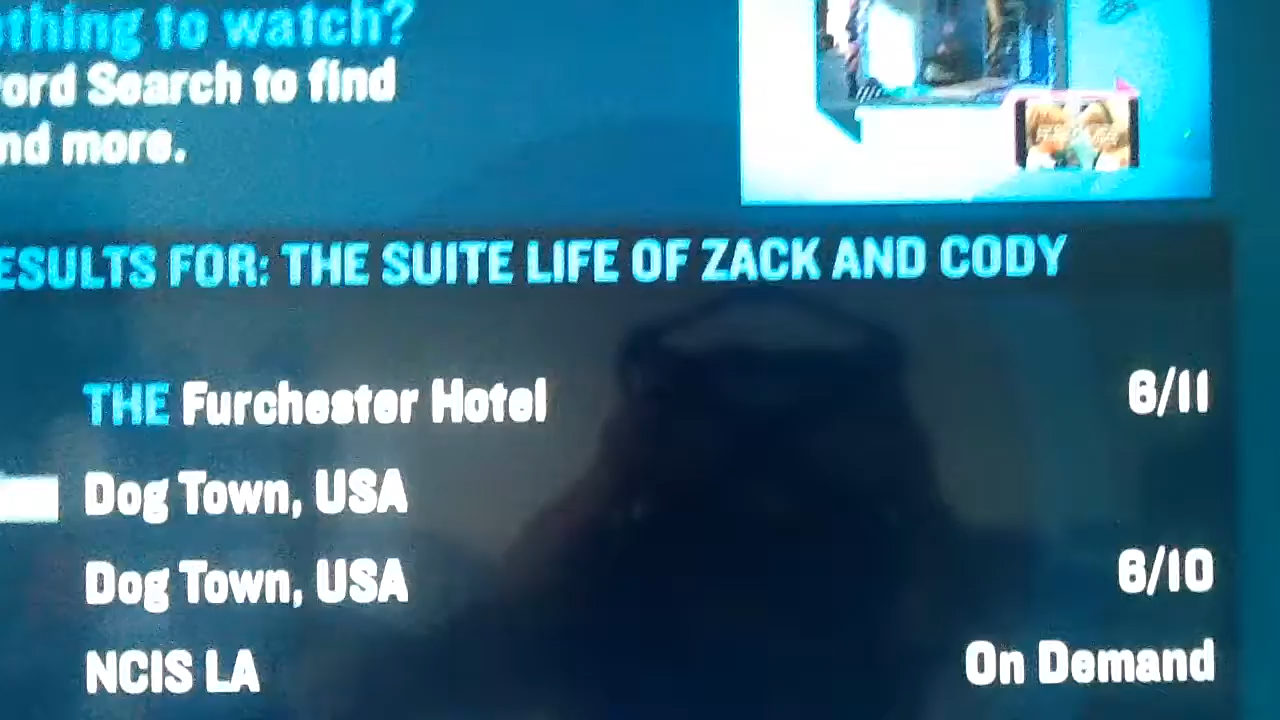 thing to watch?
ord Search to find
nd more.
ESULTS FOR: THE SUITE LIFE OF ZACK AND CODY
THE Furchester Hotel 6/11
Dog Town, USA
Dog Town, USA 6/10
NCIS LA On Demand